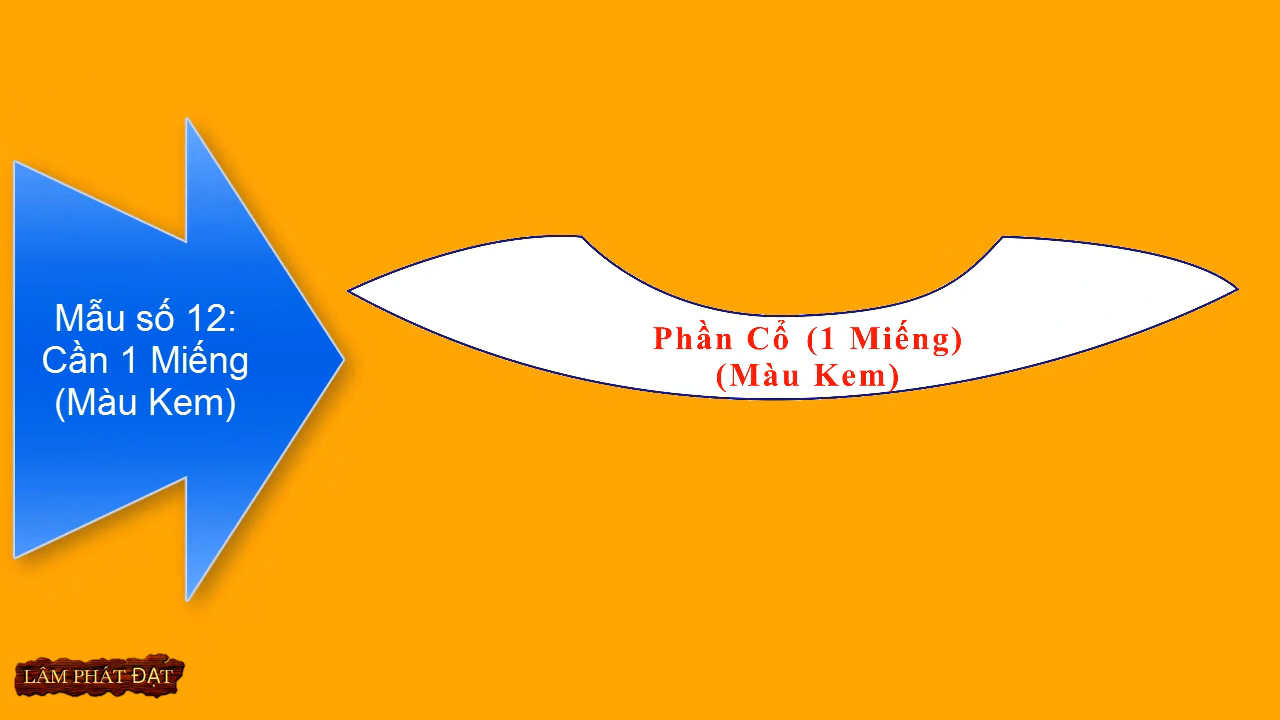 Mẫu số 12:
Cần 1 Miếng
(Màu Kem)
Phần Cổ (1 Miếng)
(Màu Kem)
LÂM PHÁT ĐẠT